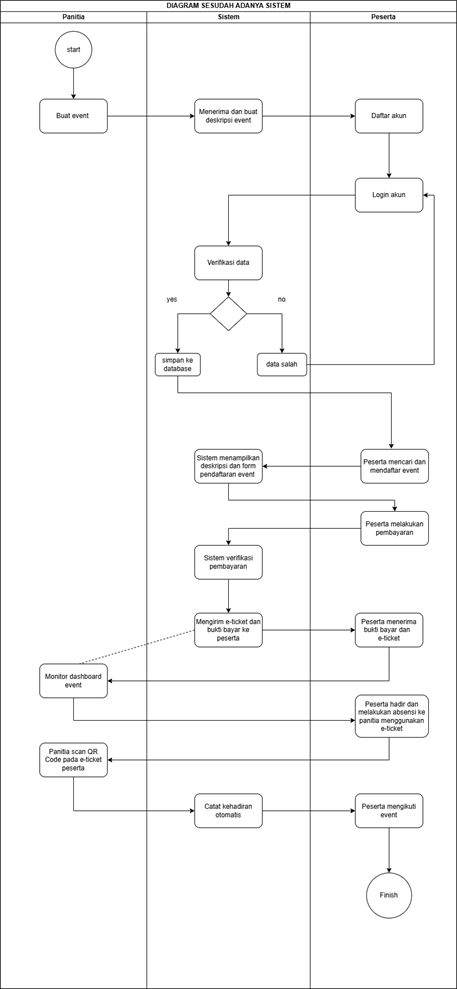 DIAGRAM SESUDAH ADANYA SISTEM
Panitia
Sistem
Peserta
start
Buat event
Menerima dan buat
deskripsi event
Daftar akun
Login akun
Verifikasi data
yes
no
simpan ke
database
data salah
Sistem menampilkan
deskripsi dan form
pendaftaran event
Peserta mencari dan
mendaftar event
Peserta melakukan
pembayaran
Sistem verifikasi
pembayaran
Mengirim e-ticket dan
bukti bayar ke
peserta
Peserta menerima
bukti bayar dan
e-ticket
Monitor dashboard
event
Peserta hadir dan
melakukan absensi ke
panitia menggunakan
e-ticket
Panitia scan QR
Code pada e-ticket
peserta
Catat kehadiran
otomatis
Peserta mengikuti
event
Finish